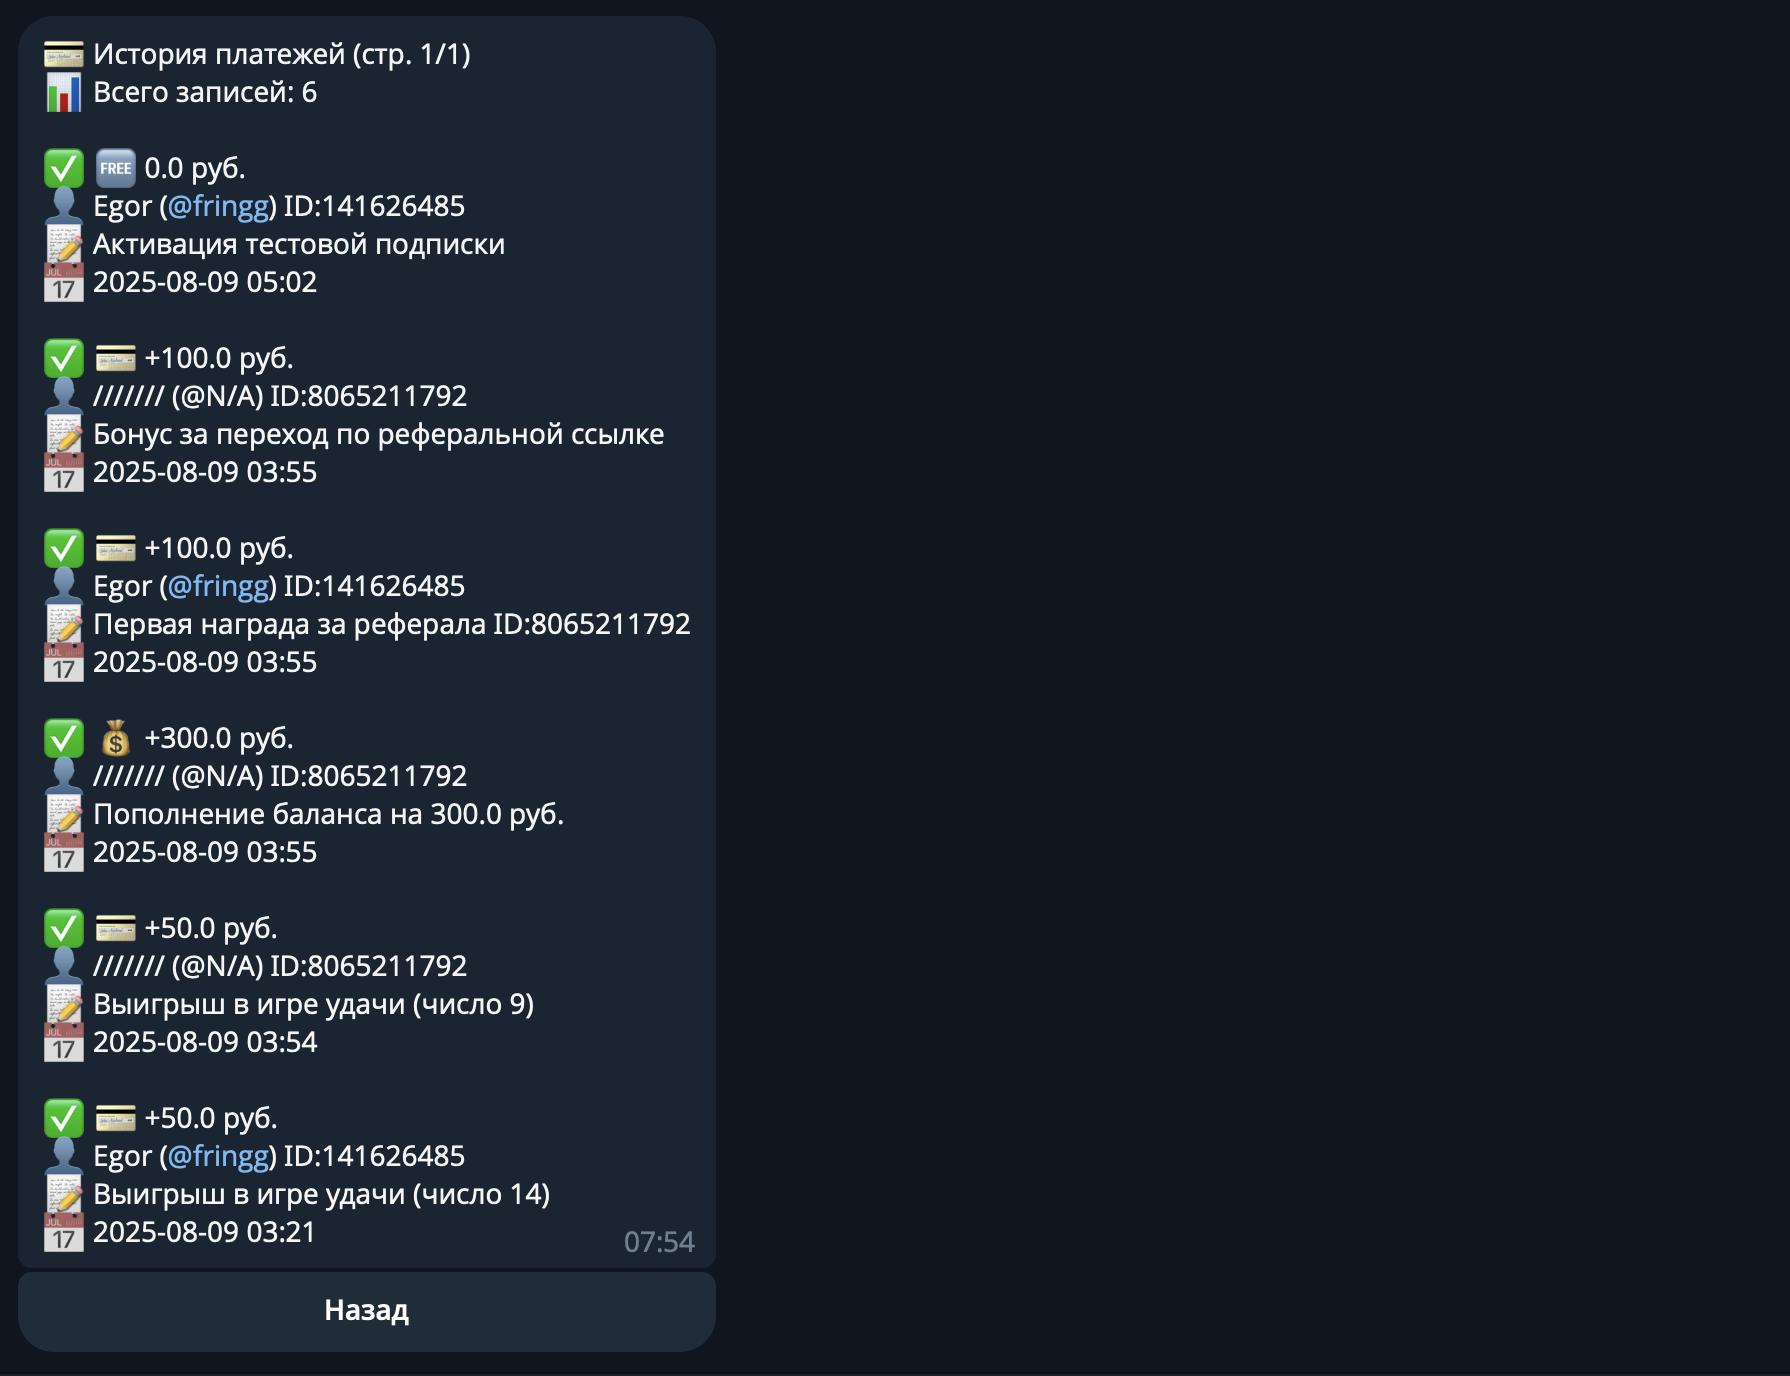 💳 История платежей (стр. 1/1)
📊 Всего записей: 6
✅ 🆓 0.0 руб.
👤 Egor (@fringg) ID:141626485
📝 Активация тестовой подписки
📅 2025-08-09 05:02
✅ 💳 +100.0 руб.
👤 /////// (@N/A) ID:8065211792
📝 Бонус за переход по реферальной ссылке
📅 2025-08-09 03:55
✅ 💳 +100.0 руб.
👤 Egor (@fringg) ID:141626485
📝 Первая награда за реферала ID:8065211792
📅 2025-08-09 03:55
✅ 💰 +300.0 руб.
👤 /////// (@N/A) ID:8065211792
📝 Пополнение баланса на 300.0 руб.
📅 2025-08-09 03:55
✅ 💳 +50.0 руб.
👤 /////// (@N/A) ID:8065211792
📝 Выигрыш в игре удачи (число 9)
📅 2025-08-09 03:54
✅ 💳 +50.0 руб.
👤 Egor (@fringg) ID:141626485
📝 Выигрыш в игре удачи (число 14)
📅 2025-08-09 03:21
07:54
Назад